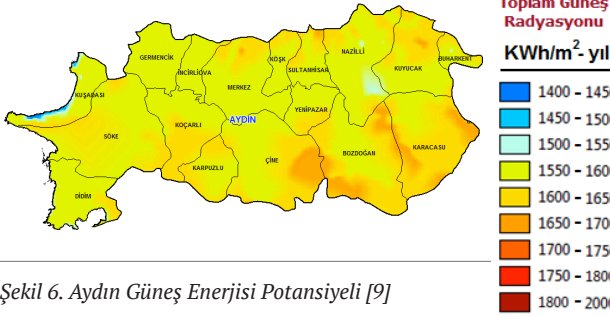 Toplam Güneş
Radyasyonu
KWh/m²- yıl
1400 - 1450
1450 - 1500
1500 - 1550
1550 - 1600
1600 - 1650
1650 - 1700
1700 - 1750
1750 - 1800
1800 - 2000
GERMENCİK
İNCİRLİOVA
MERKEZ
KÖŞK
SULTANHİSAR
NAZİLLİ
KUYUCAK
BUHARKENT
KUŞADASI
SÖKE
KOÇARLI
AYDIN
YENİPAZAR
KARPUZLU
ÇİNE
BOZDOĞAN
KARACASU
DİDİM
Şekil 6. Aydın Güneş Enerjisi Potansiyeli [9]